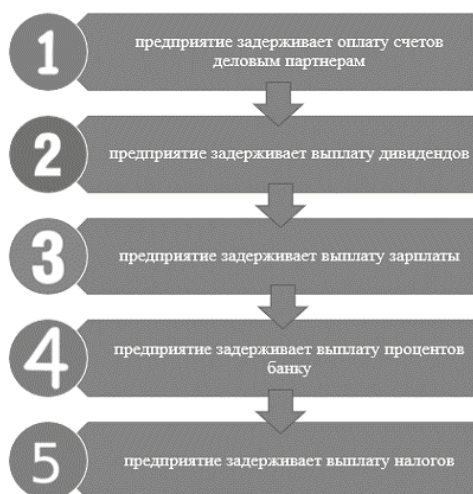 1
предприятие задерживает оплату счетов
деловым партнерам
2
предприятие задерживает выплату дивидендов
3
предприятие задерживает выплату зарплаты
4
предприятие задерживает выплату процентов
банку
5
предприятие задерживает выплату налогов